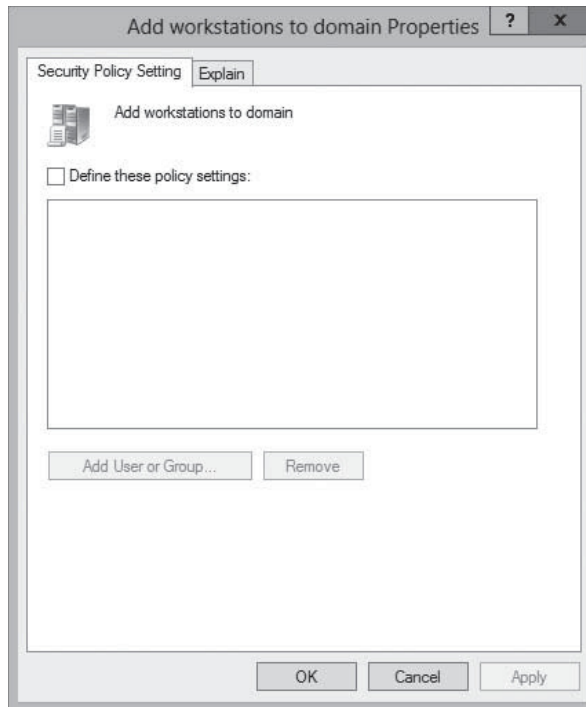 Add workstations to domain Properties ? x
Security Policy Setting Explain
Add workstations to domain
Define these policy settings:
Add User or Group... Remove
OK Cancel Apply